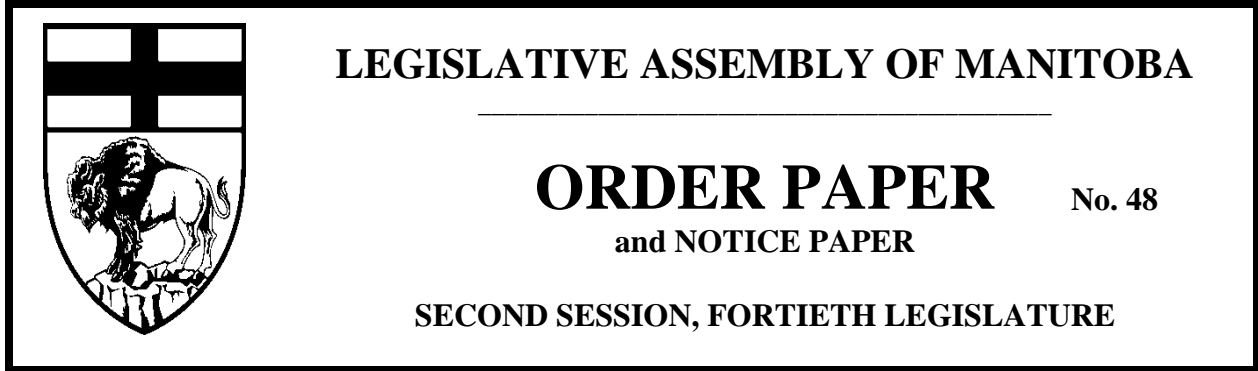 LEGISLATIVE ASSEMBLY OF MANITOBA
ORDER PAPER No. 48
and NOTICE PAPER
SECOND SESSION, FORTIETH LEGISLATURE